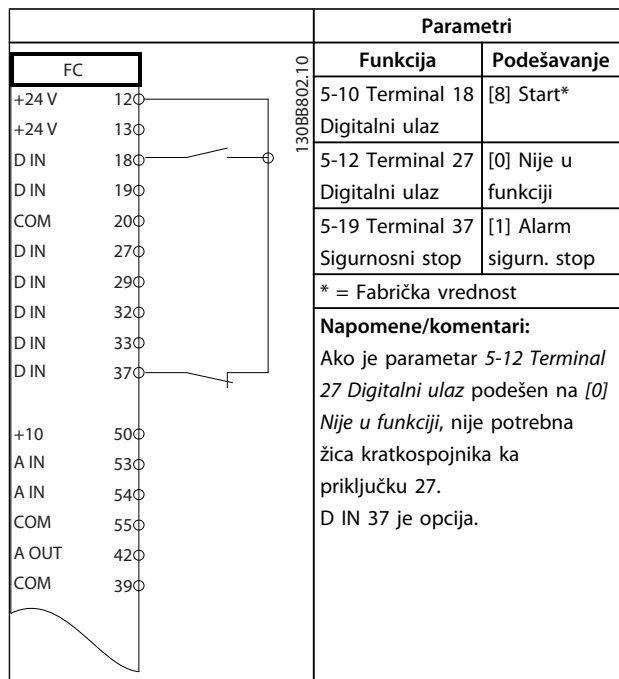 FC
+24 V 12
+24 V 13
D IN 18
D IN 19
COM 20
D IN 27
D IN 29
D IN 32
D IN 33
D IN 37
+10 50
A IN 53
A IN 54
COM 55
A OUT 42
COM 39
130BB802.10
Parametri
Funkcija Podešavanje
5-10 Terminal 18 [8] Start*
Digitalni ulaz
5-12 Terminal 27 [0] Nije u
Digitalni ulaz funkciji
5-19 Terminal 37 [1] Alarm
Sigurnosni stop sigurn. stop
* = Fabrička vrednost
Napomene/komentari:
Ako je parametar 5-12 Terminal
27 Digitalni ulaz podešen na [0]
Nije u funkciji, nije potrebna
žica kratkospojnika ka
priključku 27.
D IN 37 je opcija.